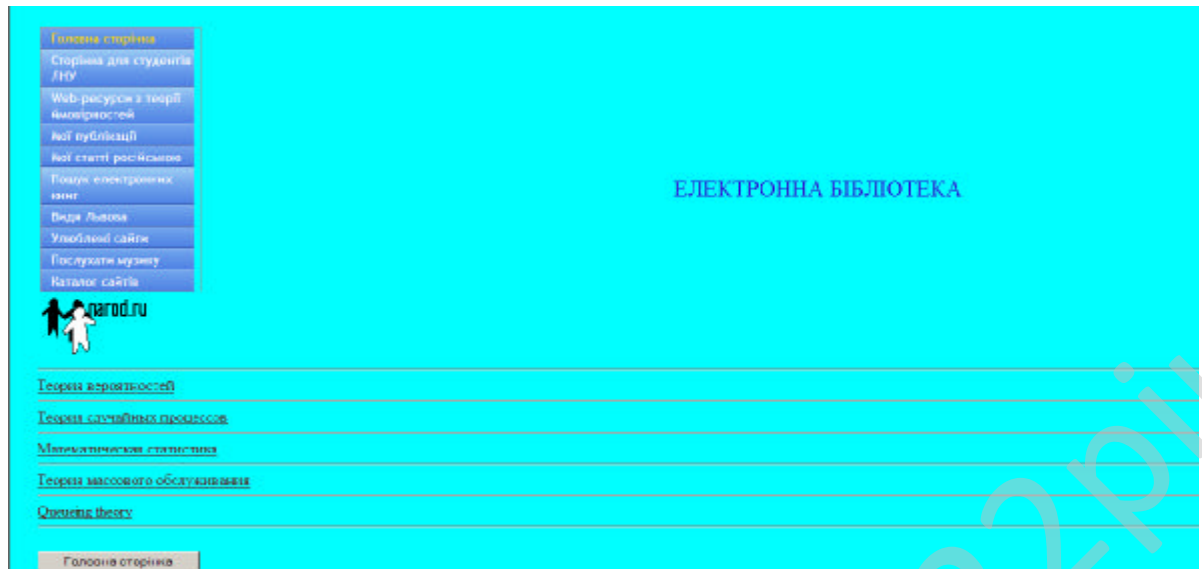 Головна сторінка
Сторінка для студентів
ЛНУ
Web-ресурси з теорії
ймовірностей
Мої публікації
Мої статті російською
Пошук електронних
книг
Види Львова
Улюблені сайти
Послухати музику
Каталог сайтів
ЕЛЕКТРОННА БІБЛІОТЕКА
narod.ru
Теория вероятностей
Теория случайных процессов
Математическая статистика
Теория массового обслуживания
Queueing theory
Головна сторінка